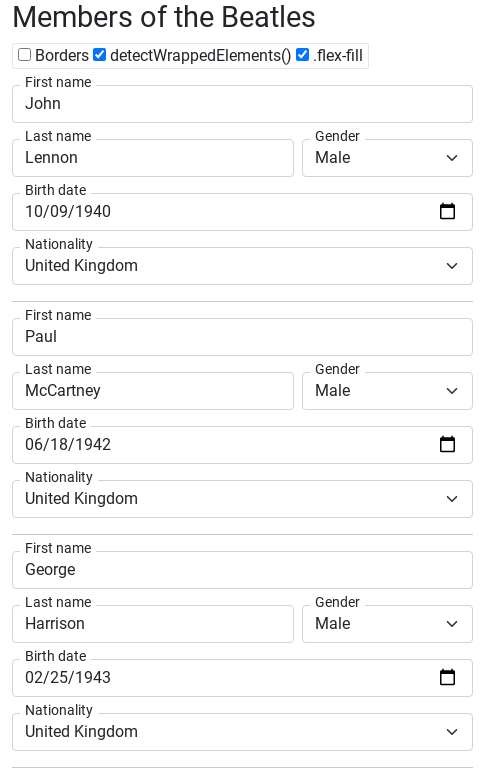 Members of the Beatles
Borders detectWrappedElements() .flex-fill
First name
John
Last name Gender
Lennon Male
Birth date
10/09/1940
Nationality
United Kingdom
First name
Paul
Last name Gender
McCartney Male
Birth date
06/18/1942
Nationality
United Kingdom
First name
George
Last name Gender
Harrison Male
Birth date
02/25/1943
Nationality
United Kingdom